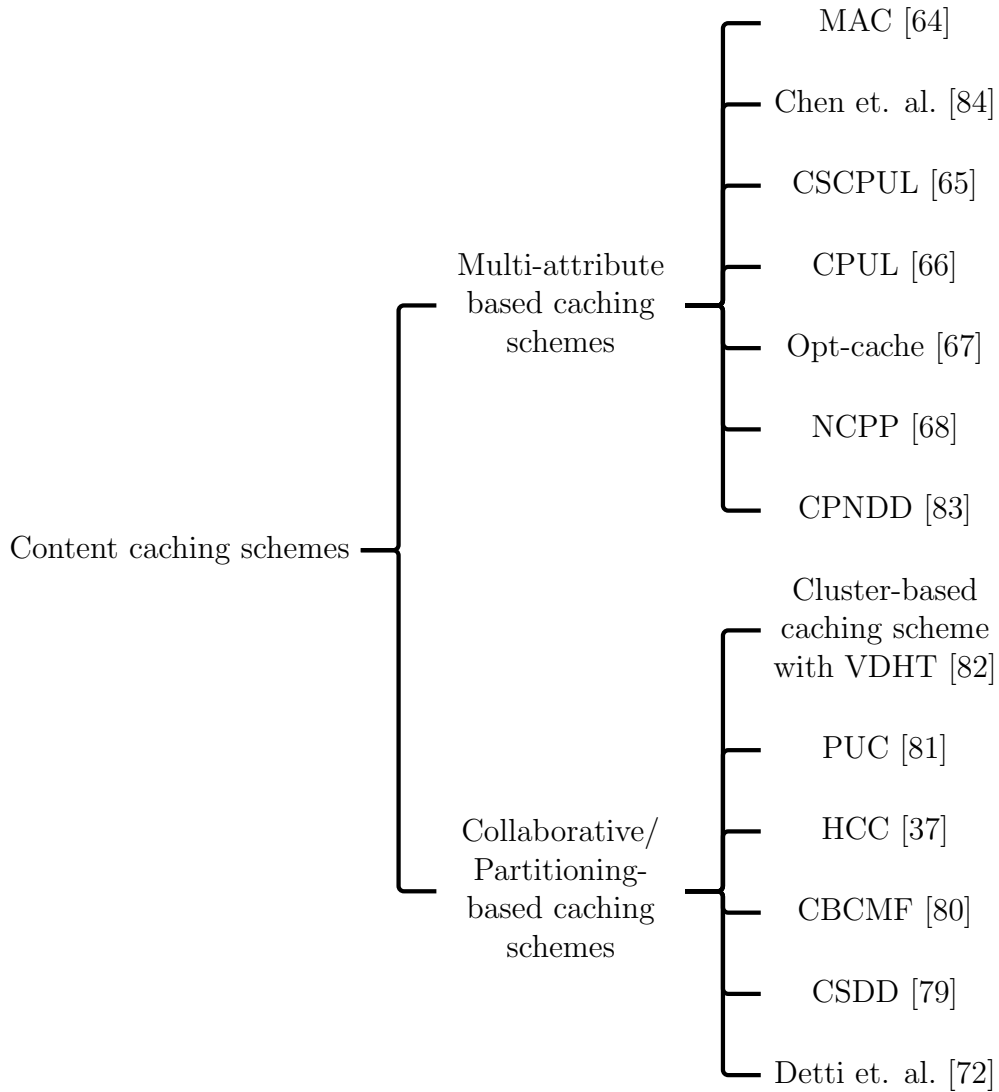 Content caching schemes
Multi-attribute
based caching
schemes
MAC [64]
Chen et. al. [84]
CSCPUL [65]
CPUL [66]
Opt-cache [67]
NCPP [68]
CPNDD [83]
Collaborative/
Partitioning-
based caching
schemes
Cluster-based
caching scheme
with VDHT [82]
PUC [81]
HCC [37]
CBCMF [80]
CSDD [79]
Detti et. al. [72]